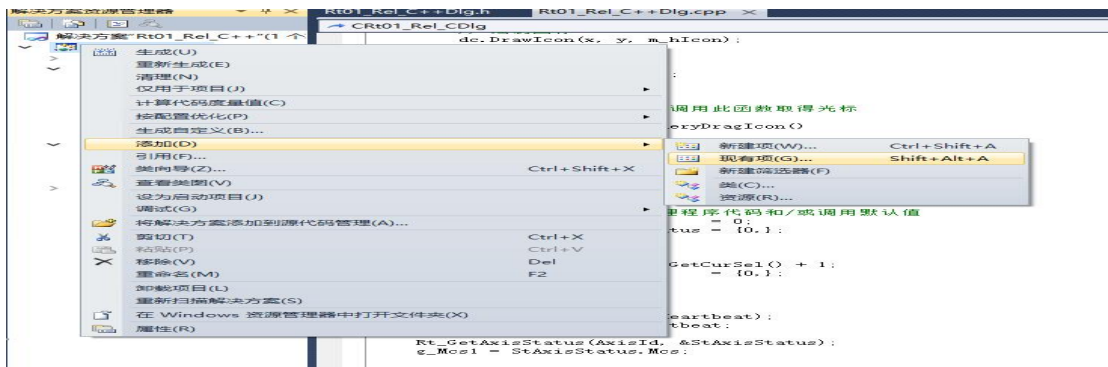 解决方案资源管理器
Rt01_Rel_C++Dlg.h
Rt01_Rel_C++Dlg.cpp
CRt01_Rel_CDlg
解决方案"Rt01_Rel_C++"(1 个
dc.DrawIcon(x, y, m_hIcon);
生成(U)
重新生成(E)
清理(N)
仅用于项目(J)
计算代码度量值(C)
调用此函数取得光标
按配置优化(P)
eryDragIcon()
生成自定义(B)...
添加(D)
新建项(W)... Ctrl+Shift+A
引用(F)...
现有项(G)... Shift+Alt+A
类向导(Z)... Ctrl+Shift+X
新建筛选器(F)
查看类图(V)
类(C)...
设为启动项目(J)
资源(R)...
调试(G)
理程序代码和/或调用默认值
将解决方案添加到源代码管理(A)...
= 0;
tus = {0,};
剪切(T) Ctrl+X
粘贴(P) Ctrl+V
移除(V) Del
GetCurSel() + 1;
重命名(M) F2
= {0,};
卸载项目(L)
重新扫描解决方案(S)
在 Windows 资源管理器中打开文件夹(X)
eartbeat);
tbeat;
属性(R)
Rt_GetAxisStatus(AxisId, &StAxisStatus);
g_Mcs1 = StAxisStatus.Mcs;